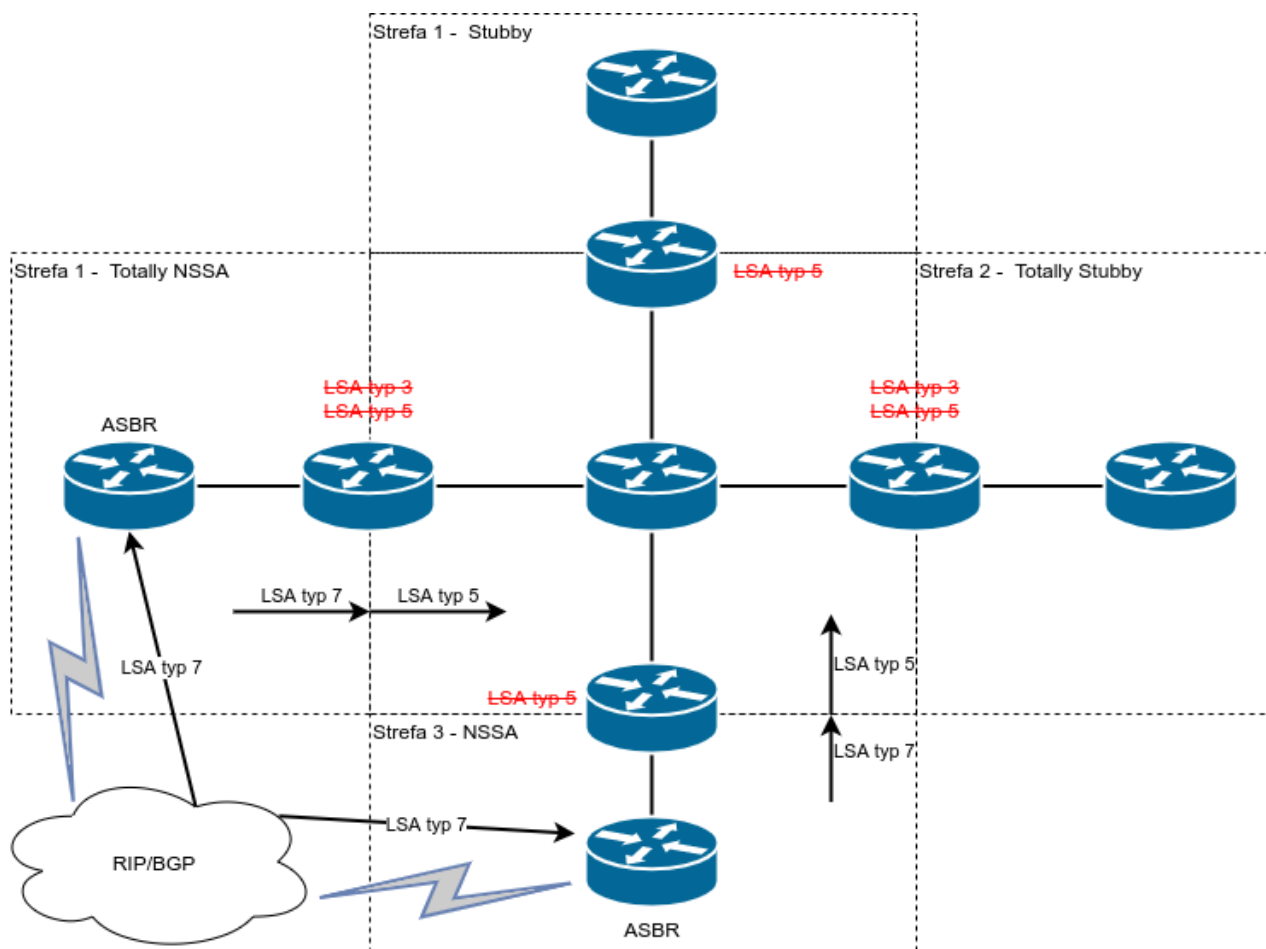 Strefa 1 - Stubby
Strefa 1 - Totally NSSA
LSA typ 5
Strefa 2 - Totally Stubby
LSA typ 3
LSA typ 5
LSA typ 3
LSA typ 5
ASBR
LSA typ 7
LSA typ 5
LSA typ 7
LSA typ 5
LSA typ 5
Strefa 3 - NSSA
LSA typ 7
LSA typ 7
RIP/BGP
ASBR